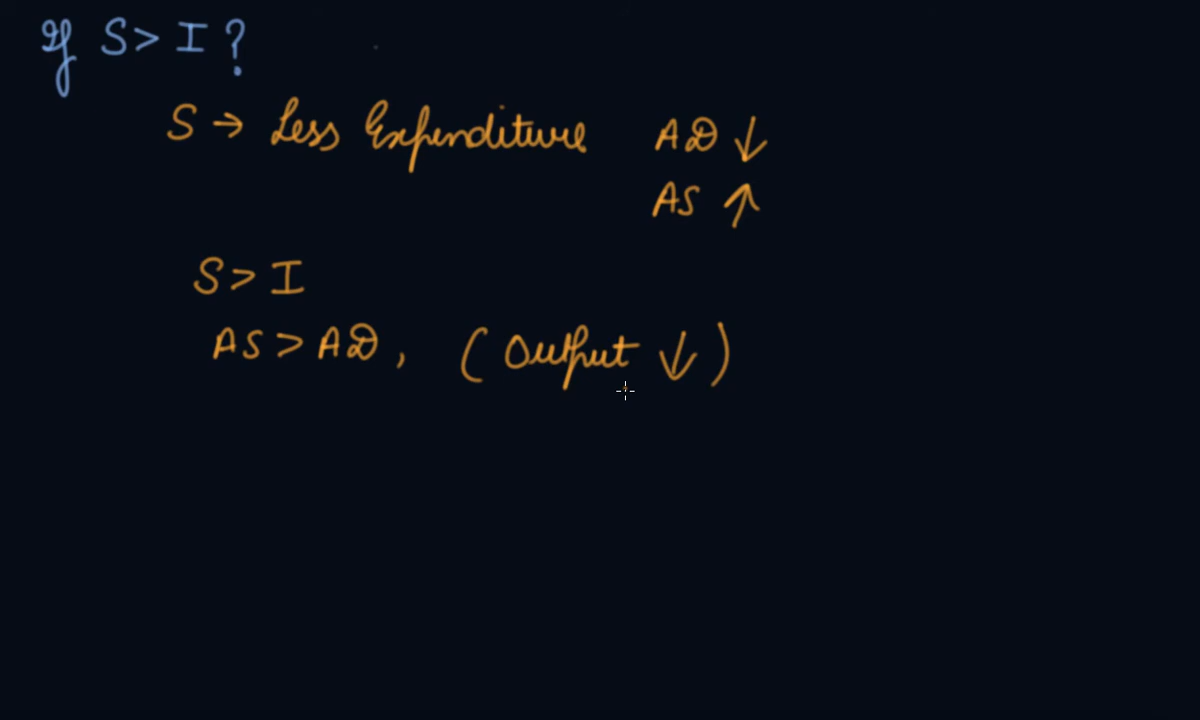 If S > I ?
S → Less Expenditure AD ↓
AS ↑
S > I
AS > AD, (Output ↓)